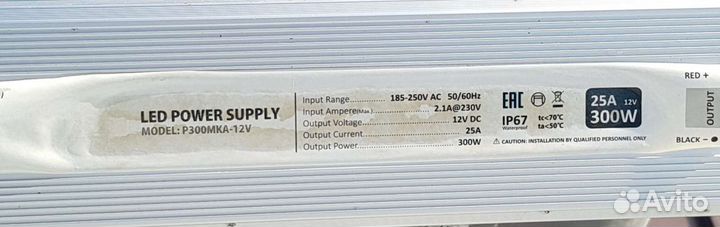 )
LED POWER SUPPLY
MODEL: P300MKA-12V
Input Range 185-250V AC 50/60Hz
Input Ampere(Max.) 2.1A@230V
Output Voltage 12V DC
Output Current 25A
Output Power 300W
EAC
IP67
Waterproof
tc<70℃
ta<50℃
25A 12V
300W
CAUTION: INSTALLATION BY QUALIFIED PERSONNEL ONLY
RED +
OUTPUT
BLACK -
Avito